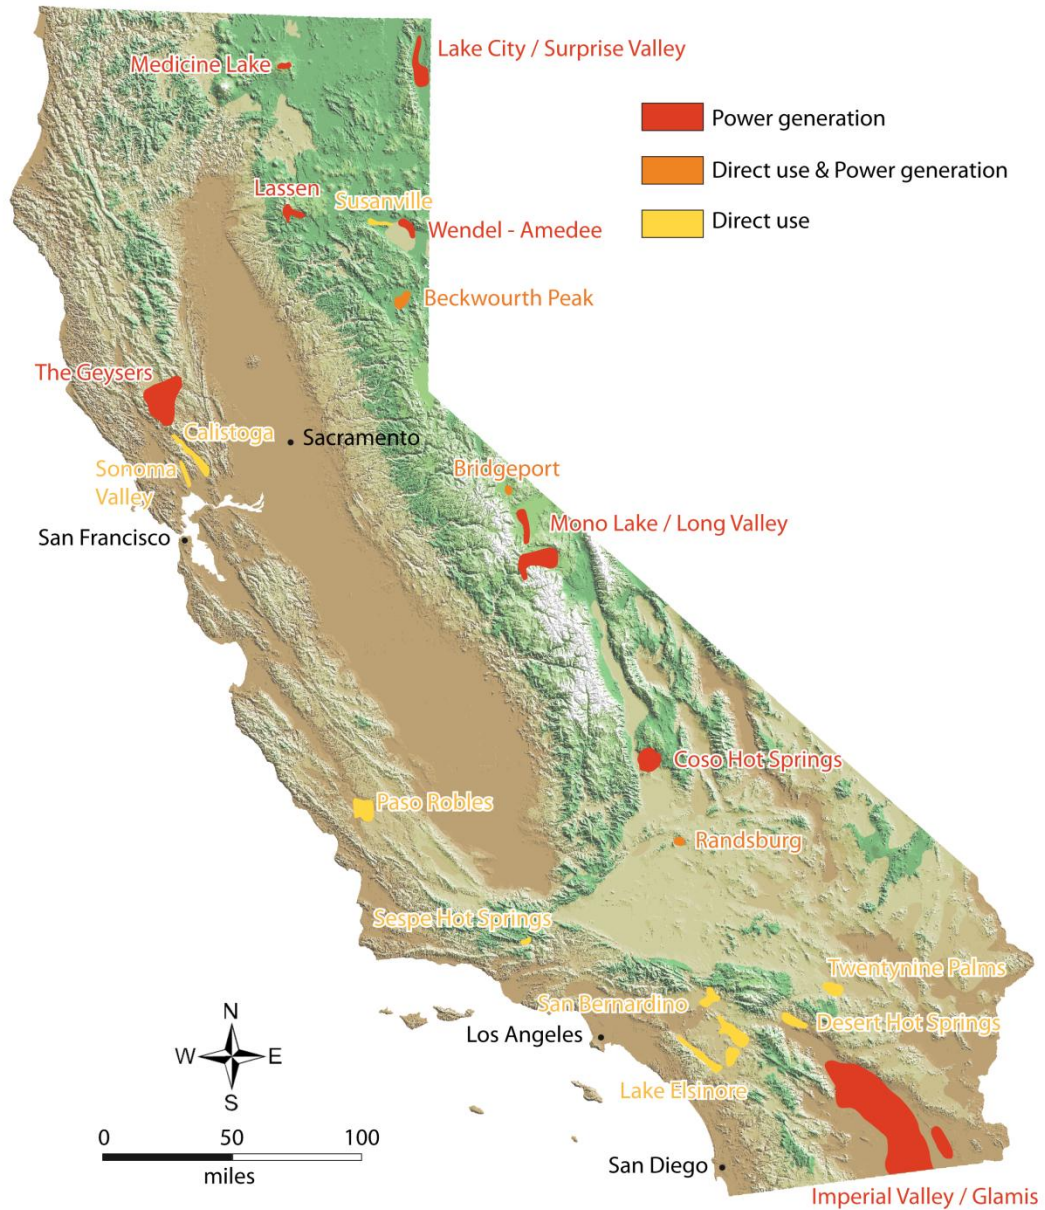 Lake City / Surprise Valley
Medicine Lake
Power generation
Direct use & Power generation
Lassen
Susanville
Direct use
Wendel - Amedee
Beckwourth Peak
The Geysers
Calistoga
Sacramento
Sonoma
Valley
Bridgeport
Mono Lake / Long Valley
San Francisco
Coso Hot Springs
Paso Robles
Randsburg
Sespe Hot Springs
Twentynine Palms
San Bernardino
Desert Hot Springs
Los Angeles
N
W E
S
Lake Elsinore
0 50 100
miles
San Diego
Imperial Valley / Glamis